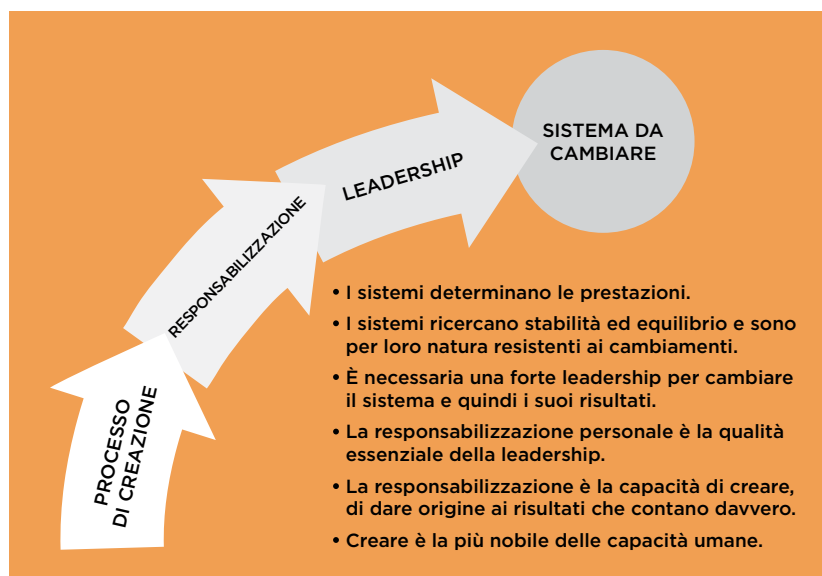 SISTEMA DA
CAMBIARE
LEADERSHIP
RESPONSABILIZZAZIONE
PROCESSO
DI CREAZIONE
• I sistemi determinano le prestazioni.
• I sistemi ricercano stabilità ed equilibrio e sono
per loro natura resistenti ai cambiamenti.
• È necessaria una forte leadership per cambiare
il sistema e quindi i suoi risultati.
• La responsabilizzazione personale è la qualità
essenziale della leadership.
• La responsabilizzazione è la capacità di creare,
di dare origine ai risultati che contano davvero.
• Creare è la più nobile delle capacità umane.